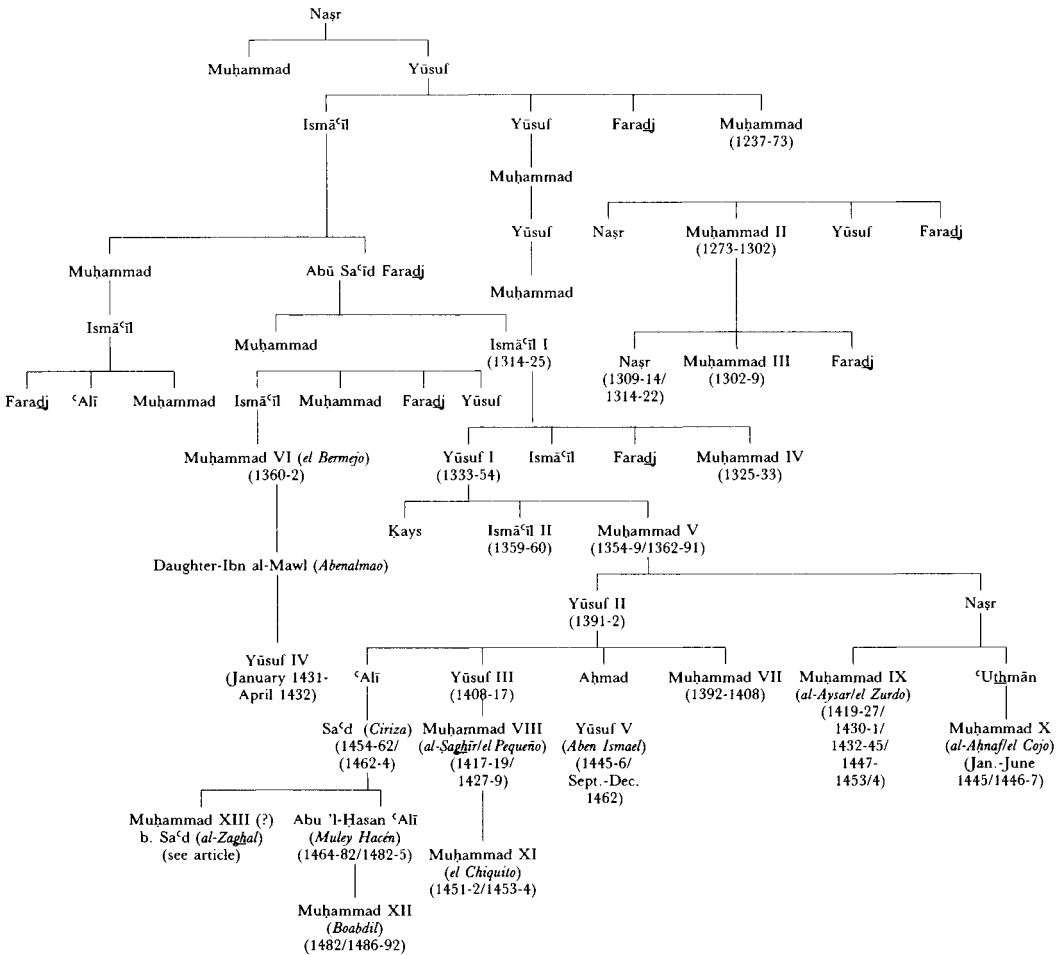 Naṣr
Muḥammad Yūsuf
Ismāʿīl Yūsuf Faradj Muḥammad
(1237-73)
Muḥammad
Yūsuf Naṣr Muḥammad II Yūsuf Faradj
(1273-1302)
Muḥammad Abū Saʿīd Faradj
Muḥammad
Ismāʿīl
Muḥammad Ismāʿīl I
(1314-25)
Naṣr Muḥammad III Faradj
(1309-14/ (1302-9)
1314-22)
Faradj ʿAlī Muḥammad Ismāʿīl Muḥammad Faradj Yūsuf
Muḥammad VI (el Bermejo) Yūsuf I Ismāʿīl Faradj Muḥammad IV
(1360-2) (1333-54) (1325-33)
Ḳays Ismāʿīl II Muḥammad V
(1359-60) (1354-9/1362-91)
Daughter-Ibn al-Mawl (Abenalmao)
Yūsuf II Naṣr
(1391-2)
Yūsuf IV
(January 1431-
April 1432)
ʿAlī Yūsuf III Aḥmad Muḥammad VII Muḥammad IX ʿUthmān
(1408-17) (1392-1408) (al-Aysar/el Zurdo)
(1419-27/
1430-1/
1432-45/
1447-
1453/4)
Saʿd (Ciriza) Muḥammad VIII Yūsuf V Muḥammad X
(1454-62/ (al-Ṣaghīr/el Pequeño) (Aben Ismael) (al-Aḥnaf/el Cojo)
1462-4) (1417-19/ (1445-6/ (Jan.-June
1427-9) Sept.-Dec. 1445/1446-7)
1462)
Muḥammad XIII (?) Abu 'l-Ḥasan ʿAlī
b. Saʿd (al-Zaghal) (Muley Hacén)
(see article) (1464-82/1482-5)
Muḥammad XI
(el Chiquito)
(1451-2/1453-4)
Muḥammad XII
(Boabdil)
(1482/1486-92)